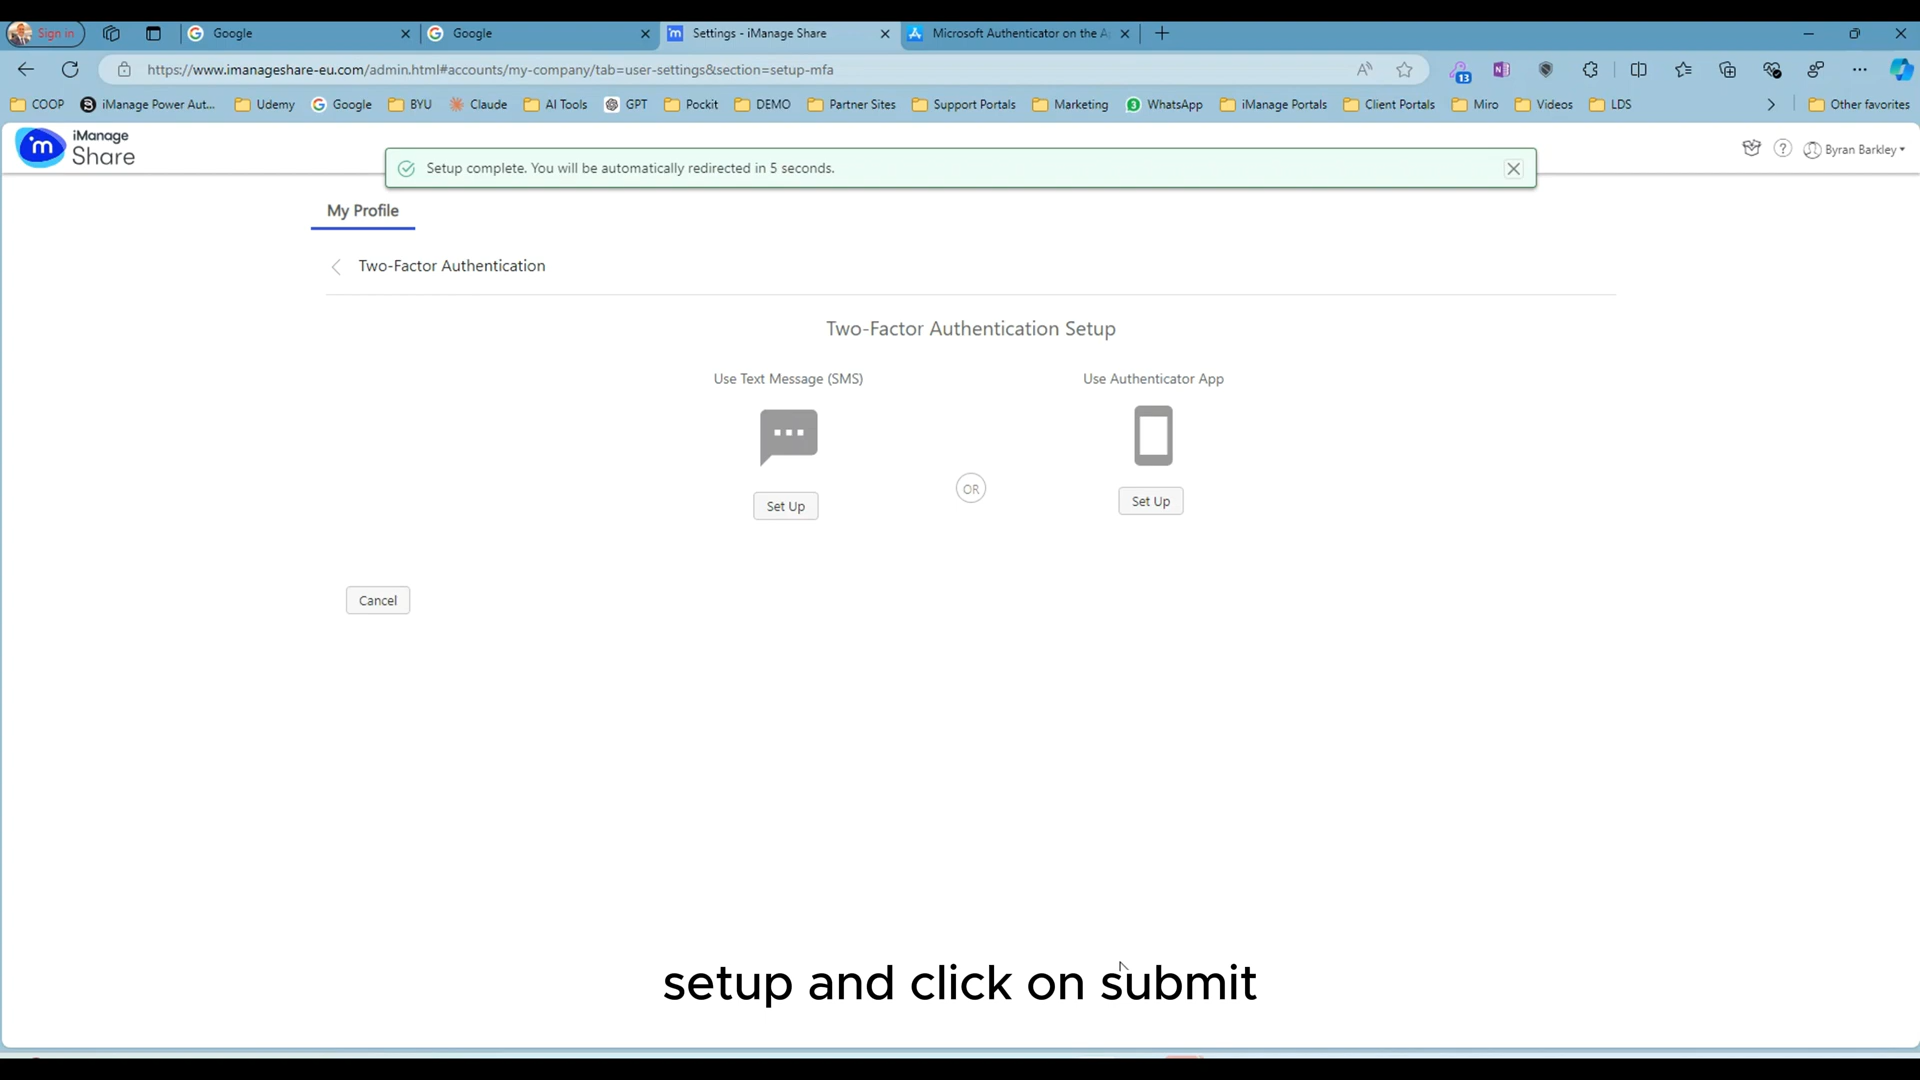 Sign in
Google
Google
Settings - iManage Share
Microsoft Authenticator on the A
https://www.imanageshare-eu.com/admin.html#accounts/my-company/tab=user-settings&section=setup-mfa
13
COOP
iManage Power Aut...
Udemy
Google
BYU
Claude
AI Tools
GPT
Pockit
DEMO
Partner Sites
Support Portals
Marketing
3
WhatsApp
iManage Portals
Client Portals
Miro
Videos
LDS
Other favorites
m
iManage
Share
Setup complete. You will be automatically redirected in 5 seconds.
Byran Barkley
My Profile
Two-Factor Authentication
Two-Factor Authentication Setup
Use Text Message (SMS)
Use Authenticator App
OR
Set Up
Set Up
Cancel
setup and click on submit